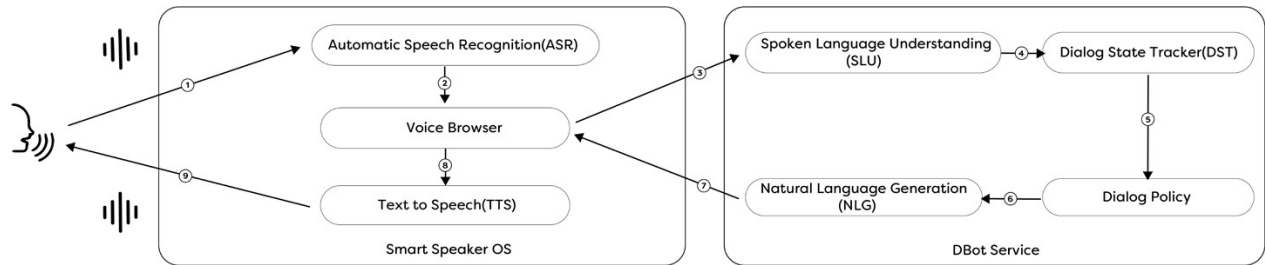 Automatic Speech Recognition(ASR)
Spoken Language Understanding
(SLU)
Dialog State Tracker(DST)
1
2
3
4
Voice Browser
5
8
9
7
6
Text to Speech(TTS)
Natural Language Generation
(NLG)
Dialog Policy
Smart Speaker OS
DBot Service